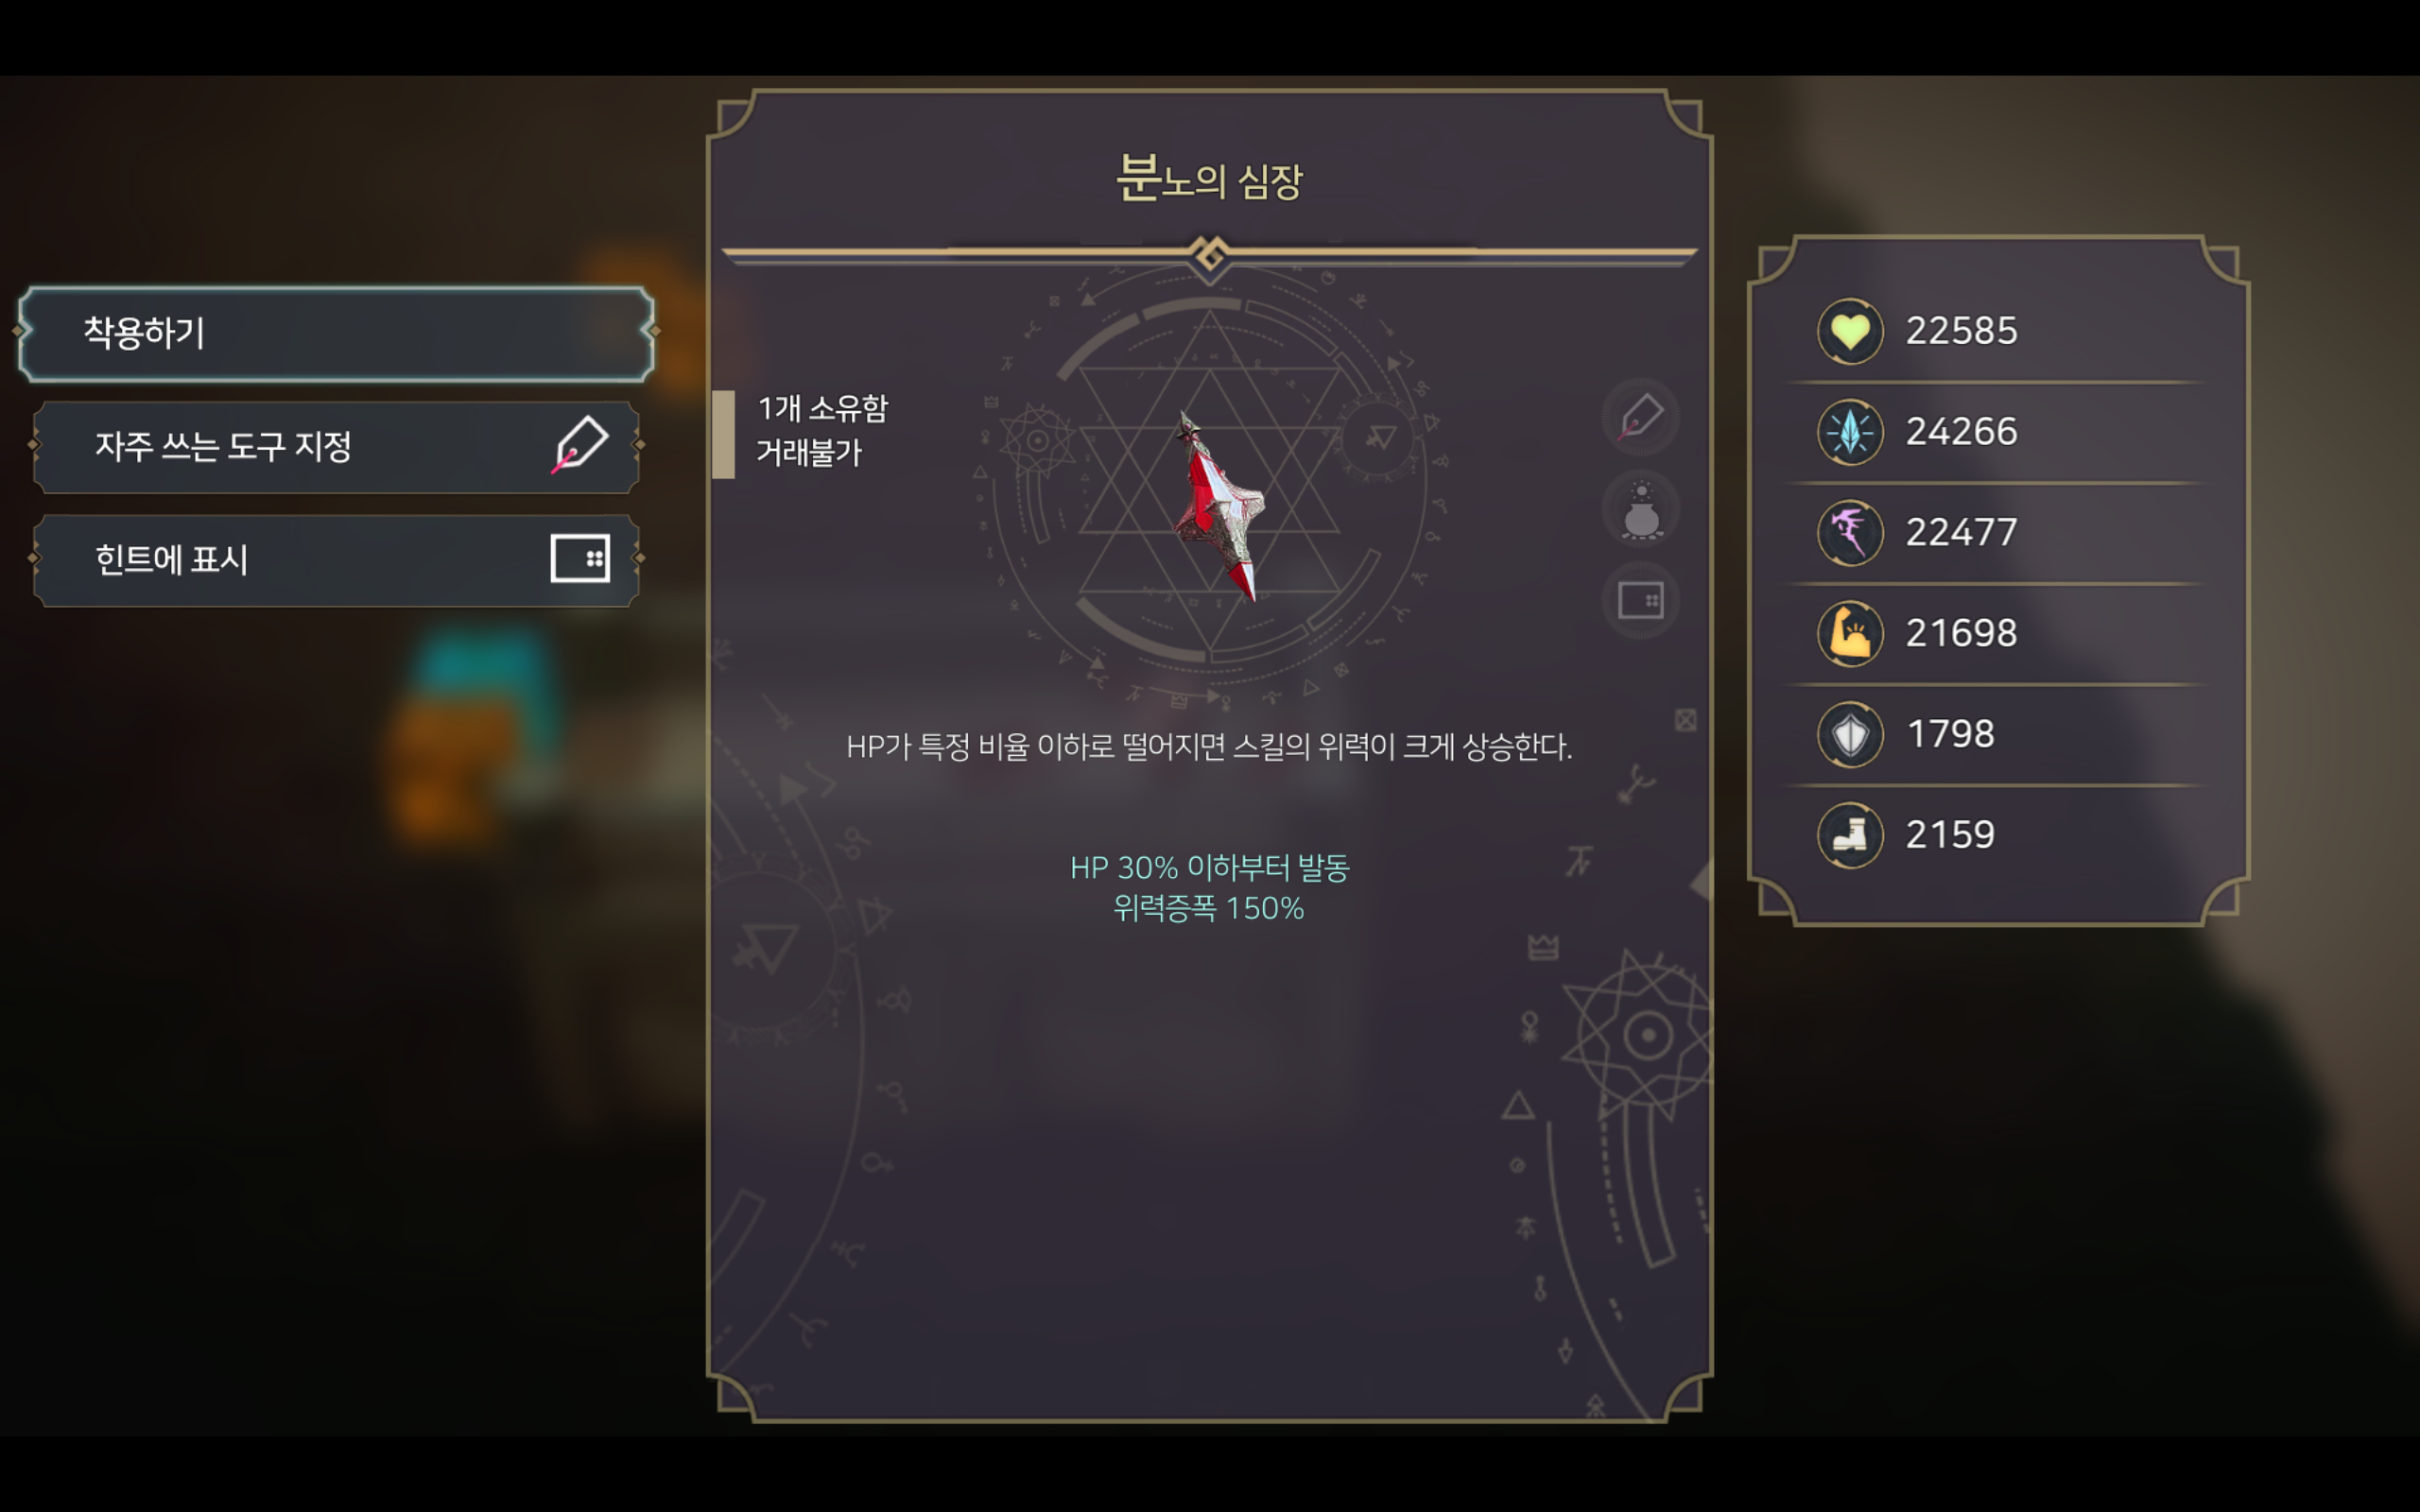 분노의 심장
착용하기
자주 쓰는 도구 지정
힌트에 표시
1개 소유함
거래불가
HP가 특정 비율 이하로 떨어지면 스킬의 위력이 크게 상승한다.
HP 30% 이하부터 발동
위력증폭 150%
22585
24266
22477
21698
1798
2159